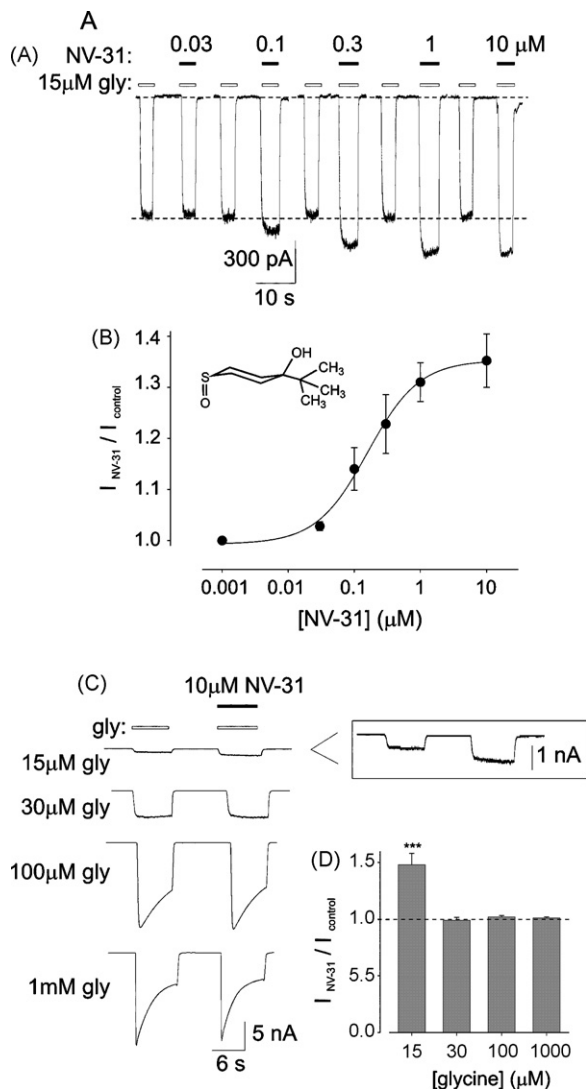 A
(A)
NV-31: 0.03 0.1 0.3 1 10 μM
15μM gly:
300 pA
10 s
(B)
I NV-31 / I control
1.4
1.3
1.2
1.1
1.0
OH
S
O
CH3
CH3
CH3
0.001 0.01 0.1 1 10
[NV-31] (μM)
(C)
10μM NV-31
gly:
15μM gly
1 nA
30μM gly
100μM gly
1mM gly
5 nA
6 s
(D)
I NV-31 / I control
***
1.5
1.0
5.5
0.0
15 30 100 1000
[glycine] (μM)